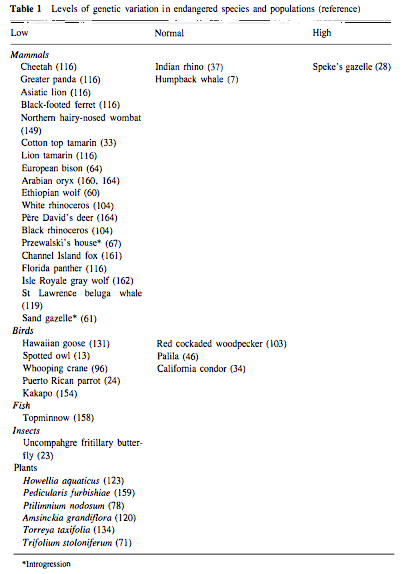 Table 1 Levels of genetic variation in endangered species and populations (reference)
Low Normal High
Mammals
Cheetah (116) Indian rhino (37) Speke's gazelle (28)
Greater panda (116) Humpback whale (7)
Asiatic lion (116)
Black-footed ferret (116)
Northern hairy-nosed wombat
(149)
Cotton top tamarin (33)
Lion tamarin (116)
European bison (64)
Arabian oryx (160, 164)
Ethiopian wolf (60)
White rhinoceros (104)
Père David's deer (164)
Black rhinoceros (104)
Przewalski's house* (67)
Channel Island fox (161)
Florida panther (116)
Isle Royale gray wolf (162)
St Lawrence beluga whale
(119)
Sand gazelle* (61)
Birds
Hawaiian goose (131) Red cockaded woodpecker (103)
Spotted owl (13) Palila (46)
Whooping crane (96) California condor (34)
Puerto Rican parrot (24)
Kakapo (154)
Fish
Topminnow (158)
Insects
Uncompahgre fritillary butter-
fly (23)
Plants
Howellia aquaticus (123)
Pedicularis furbishiae (159)
Ptilimnium nodosum (78)
Amsinckia grandiflora (120)
Torreya taxifolia (134)
Trifolium stoloniferum (71)
*Introgression